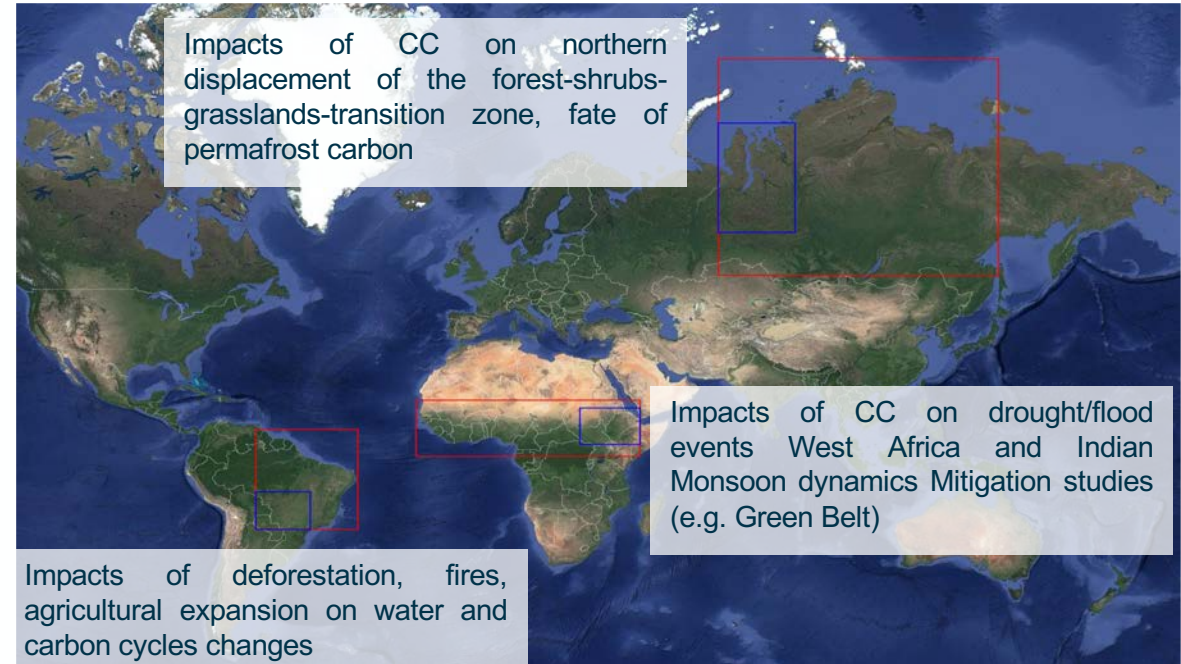 Impacts of CC on northern
displacement of the forest-shrubs-
grasslands-transition zone, fate of
permafrost carbon
Impacts of CC on drought/flood
events West Africa and Indian
Monsoon dynamics Mitigation studies
(e.g. Green Belt)
Impacts of deforestation, fires,
agricultural expansion on water and
carbon cycles changes